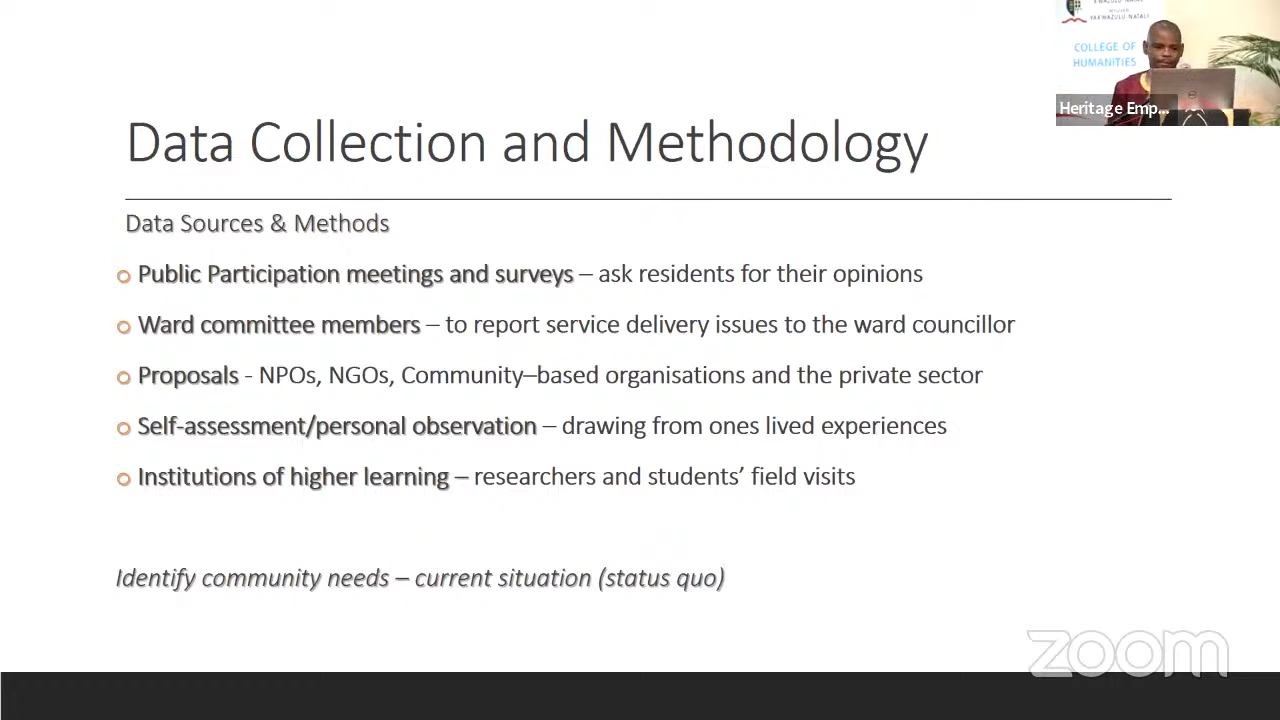 YAKWAZULU-NATALI
COLLEGE OF
HUMANITIES
Heritage Emp...
Data Collection and Methodology
Data Sources & Methods
Public Participation meetings and surveys – ask residents for their opinions
Ward committee members – to report service delivery issues to the ward councillor
Proposals - NPOs, NGOs, Community–based organisations and the private sector
Self-assessment/personal observation – drawing from ones lived experiences
Institutions of higher learning – researchers and students’ field visits
Identify community needs – current situation (status quo)
zoom